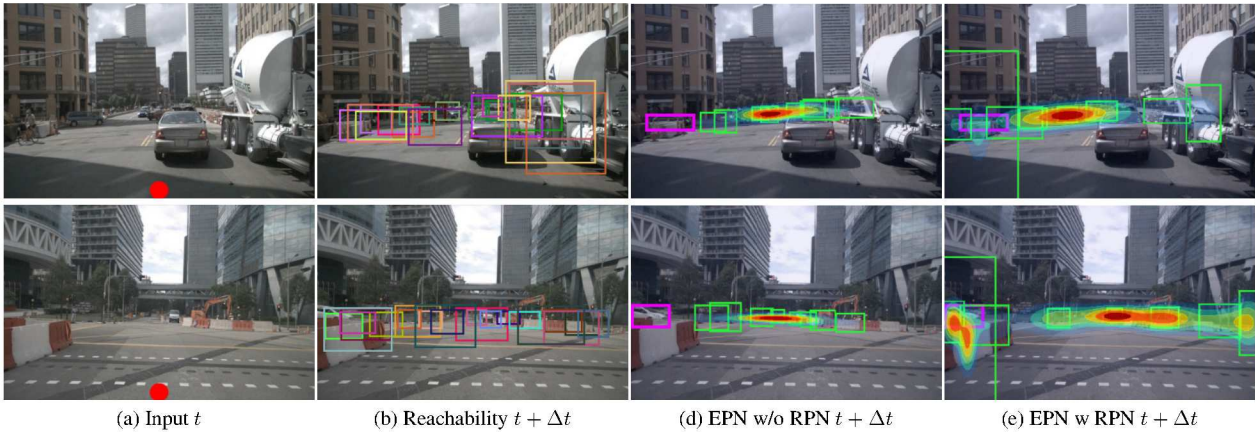 (a) Input t
(b) Reachability t + Δt
(d) EPN w/o RPN t + Δt
(e) EPN w RPN t + Δt